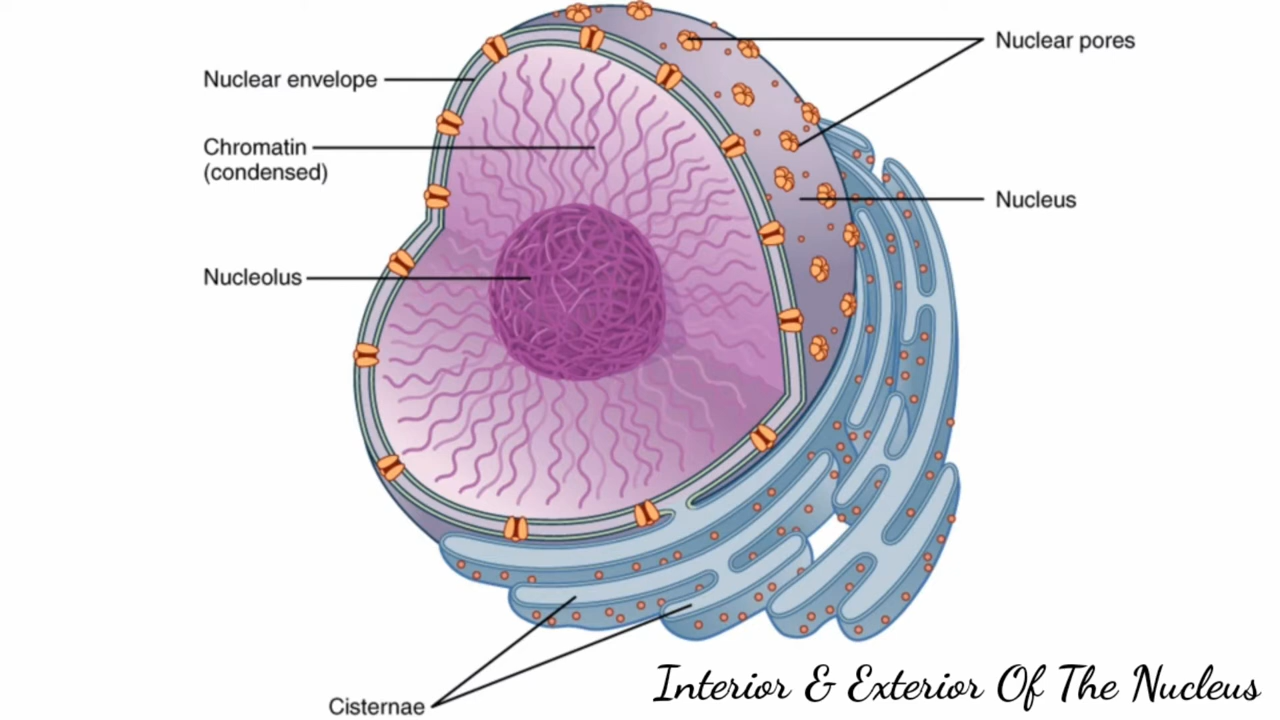 Nuclear pores
Nuclear envelope
Chromatin
(condensed)
Nucleus
Nucleolus
Interior & Exterior Of The Nucleus
Cisternae